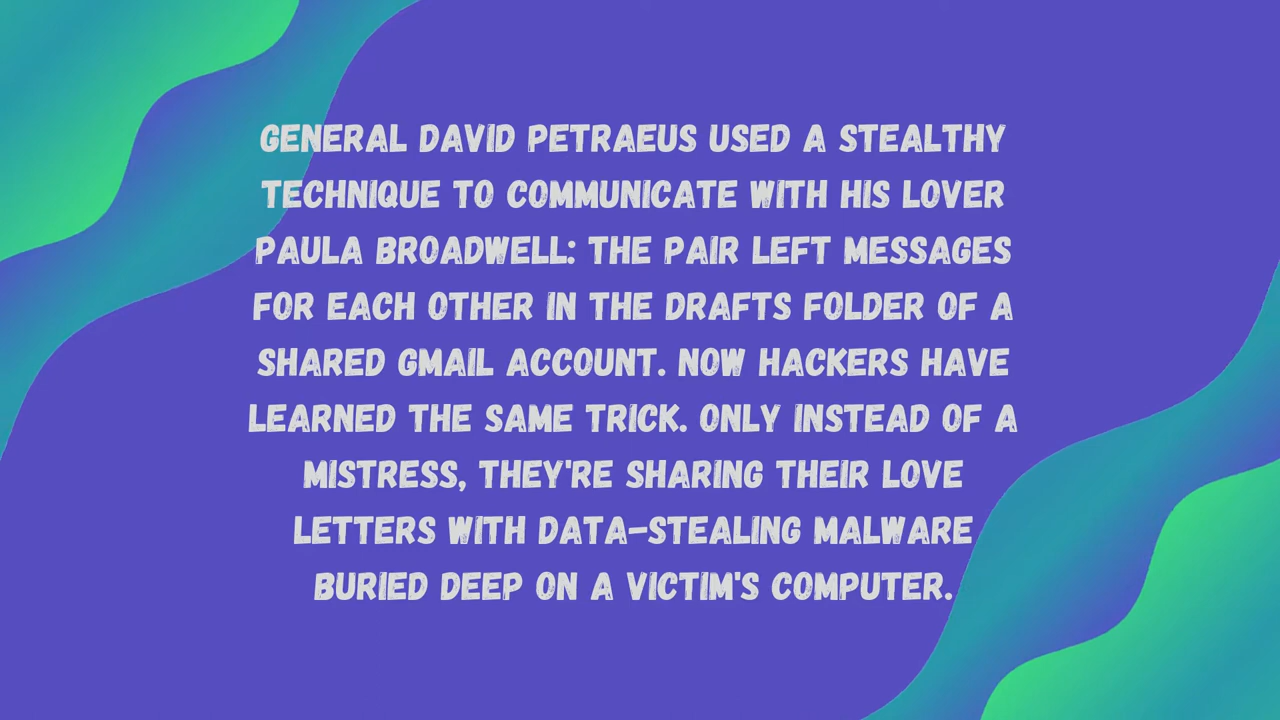 GENERAL DAVID PETRAEUS USED A STEALTHY
TECHNIQUE TO COMMUNICATE WITH HIS LOVER
PAULA BROADWELL: THE PAIR LEFT MESSAGES
FOR EACH OTHER IN THE DRAFTS FOLDER OF A
SHARED GMAIL ACCOUNT. NOW HACKERS HAVE
LEARNED THE SAME TRICK. ONLY INSTEAD OF A
MISTRESS, THEY'RE SHARING THEIR LOVE
LETTERS WITH DATA-STEALING MALWARE
BURIED DEEP ON A VICTIM'S COMPUTER.